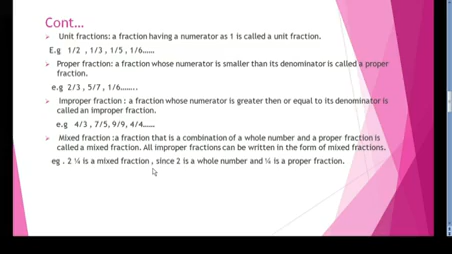 Cont...
➢ Unit fractions: a fraction having a numerator as 1 is called a unit fraction.
E.g 1/2 , 1/3 , 1/5 , 1/6......
➢ Proper fraction: a fraction whose numerator is smaller than its denominator is called a proper
fraction.
e.g 2/3 , 5/7 , 1/6........
➢ Improper fraction : a fraction whose numerator is greater then or equal to its denominator is
called an improper fraction.
e.g 4/3 , 7/5, 9/9, 4/4......
➢ Mixed fraction :a fraction that is a combination of a whole number and a proper fraction is
called a mixed fraction. All improper fractions can be written in the form of mixed fractions.
eg . 2 ¼ is a mixed fraction , since 2 is a whole number and ¼ is a proper fraction.